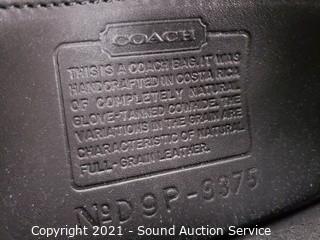 COACH
THIS IS A COACH BAG. IT WAS
HANDCRAFTED IN COSTA RICA
OF COMPLETELY NATURAL
GLOVE-TANNED COWHIDE. THE
VARIATIONS IN THE GRAIN ARE
CHARACTERISTIC OF NATURAL
FULL-GRAIN LEATHER.
Nº D9P-9375
Copyright 2021 - Sound Auction Service